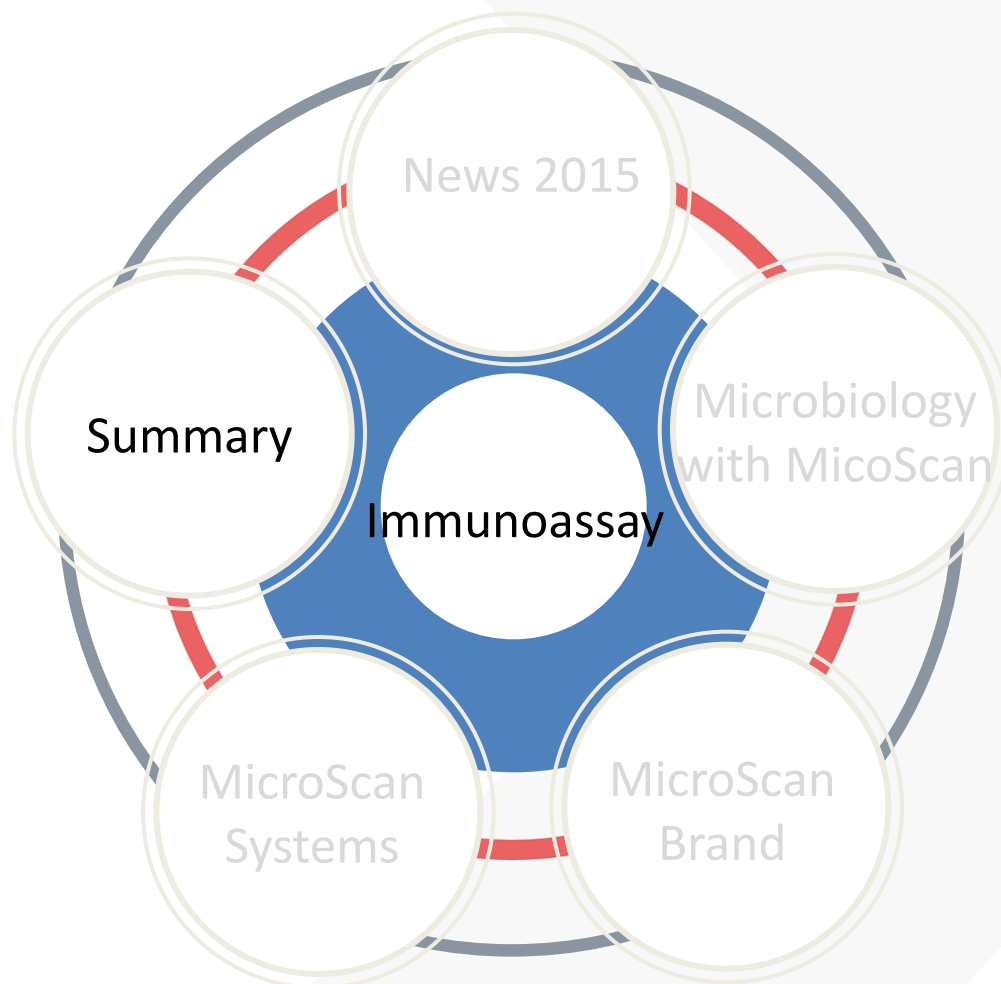 News 2015
Microbiology
with MicoScan
Summary
Immunoassay
MicroScan
Systems
MicroScan
Brand